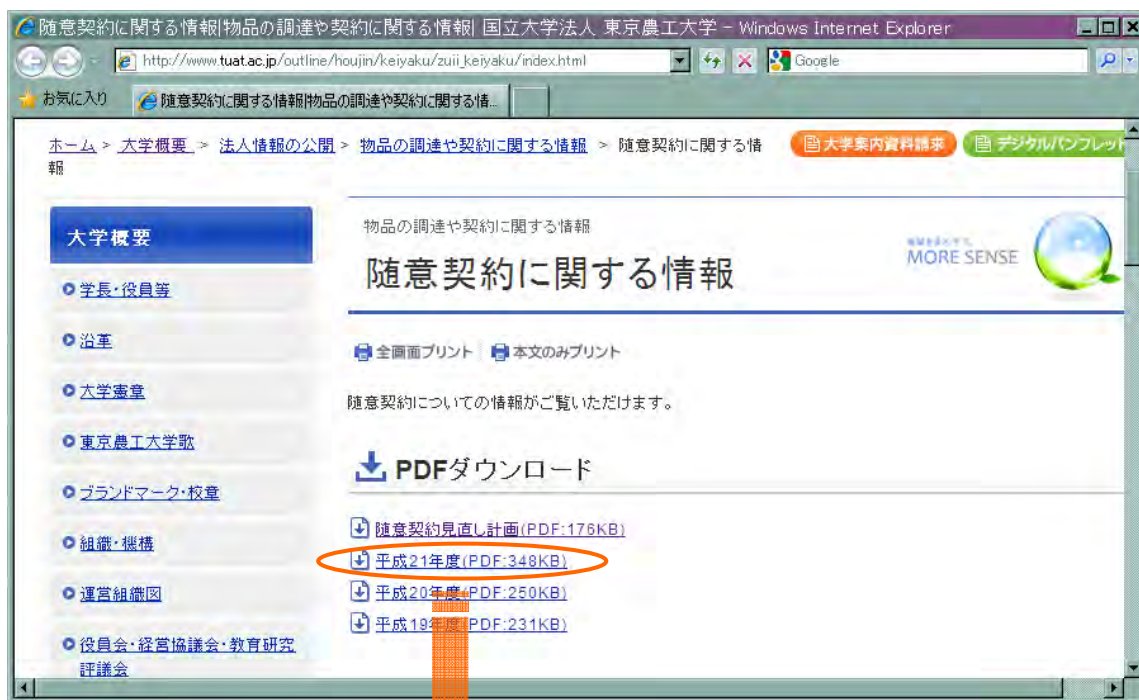 随意契約に関する情報|物品の調達や契約に関する情報| 国立大学法人 東京農工大学 - Windows Internet Explorer
http://www.tuat.ac.jp/outline/houjin/keiyaku/zuii_keiyaku/index.html
Google
お気に入り
随意契約に関する情報|物品の調達や契約に関する情...
ホーム > 大学概要 > 法人情報の公開 > 物品の調達や契約に関する情報 > 随意契約に関する情
報
大学案内資料請求
デジタルパンフレット
大学概要
学長・役員等
沿革
大学憲章
東京農工大学歌
ブランドマーク・校章
組織・機構
運営組織図
役員会・経営協議会・教育研究
評議会
物品の調達や契約に関する情報
随意契約に関する情報
MORE SENSE
全画面プリント
本文のみプリント
随意契約についての情報がご覧いただけます。
PDFダウンロード
随意契約見直し計画(PDF:176KB)
平成21年度(PDF:348KB)
平成20年度(PDF:250KB)
平成19年度(PDF:231KB)